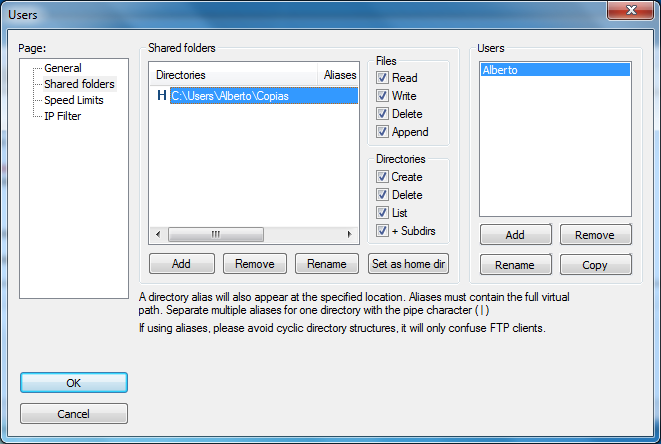 Users
Page:
General
Shared folders
Speed Limits
IP Filter
Shared folders
Directories Aliases
H C:\Users\Alberto\Copias
Add Remove Rename Set as home dir
Files
Read
Write
Delete
Append
Directories
Create
Delete
List
+ Subdirs
Users
Alberto
Add Remove
Rename Copy
A directory alias will also appear at the specified location. Aliases must contain the full virtual
path. Separate multiple aliases for one directory with the pipe character ( | )
If using aliases, please avoid cyclic directory structures, it will only confuse FTP clients.
OK
Cancel